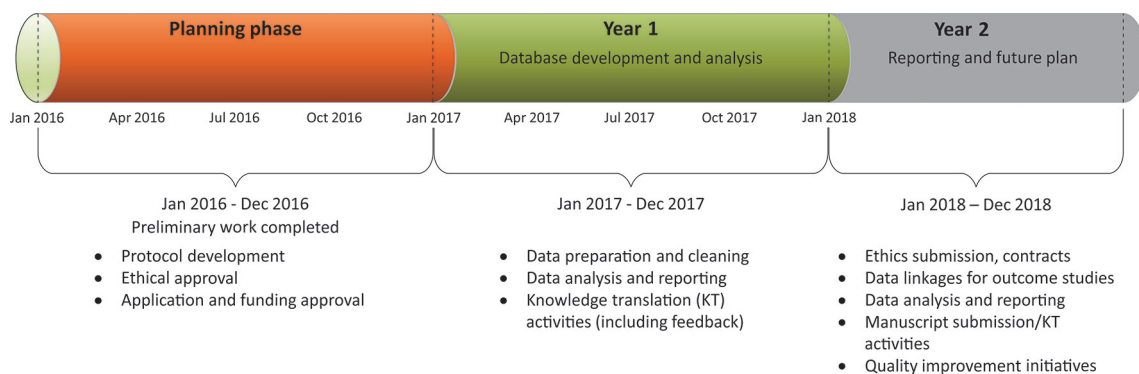 Planning phase
Year 1
Database development and analysis
Year 2
Reporting and future plan
Jan 2016
Apr 2016
Jul 2016
Oct 2016
Jan 2017
Apr 2017
Jul 2017
Oct 2017
Jan 2018
Jan 2016 - Dec 2016
Preliminary work completed
● Protocol development
● Ethical approval
● Application and funding approval
Jan 2017 - Dec 2017
● Data preparation and cleaning
● Data analysis and reporting
● Knowledge translation (KT)
activities (including feedback)
Jan 2018 – Dec 2018
● Ethics submission, contracts
● Data linkages for outcome studies
● Data analysis and reporting
● Manuscript submission/KT
activities
● Quality improvement initiatives